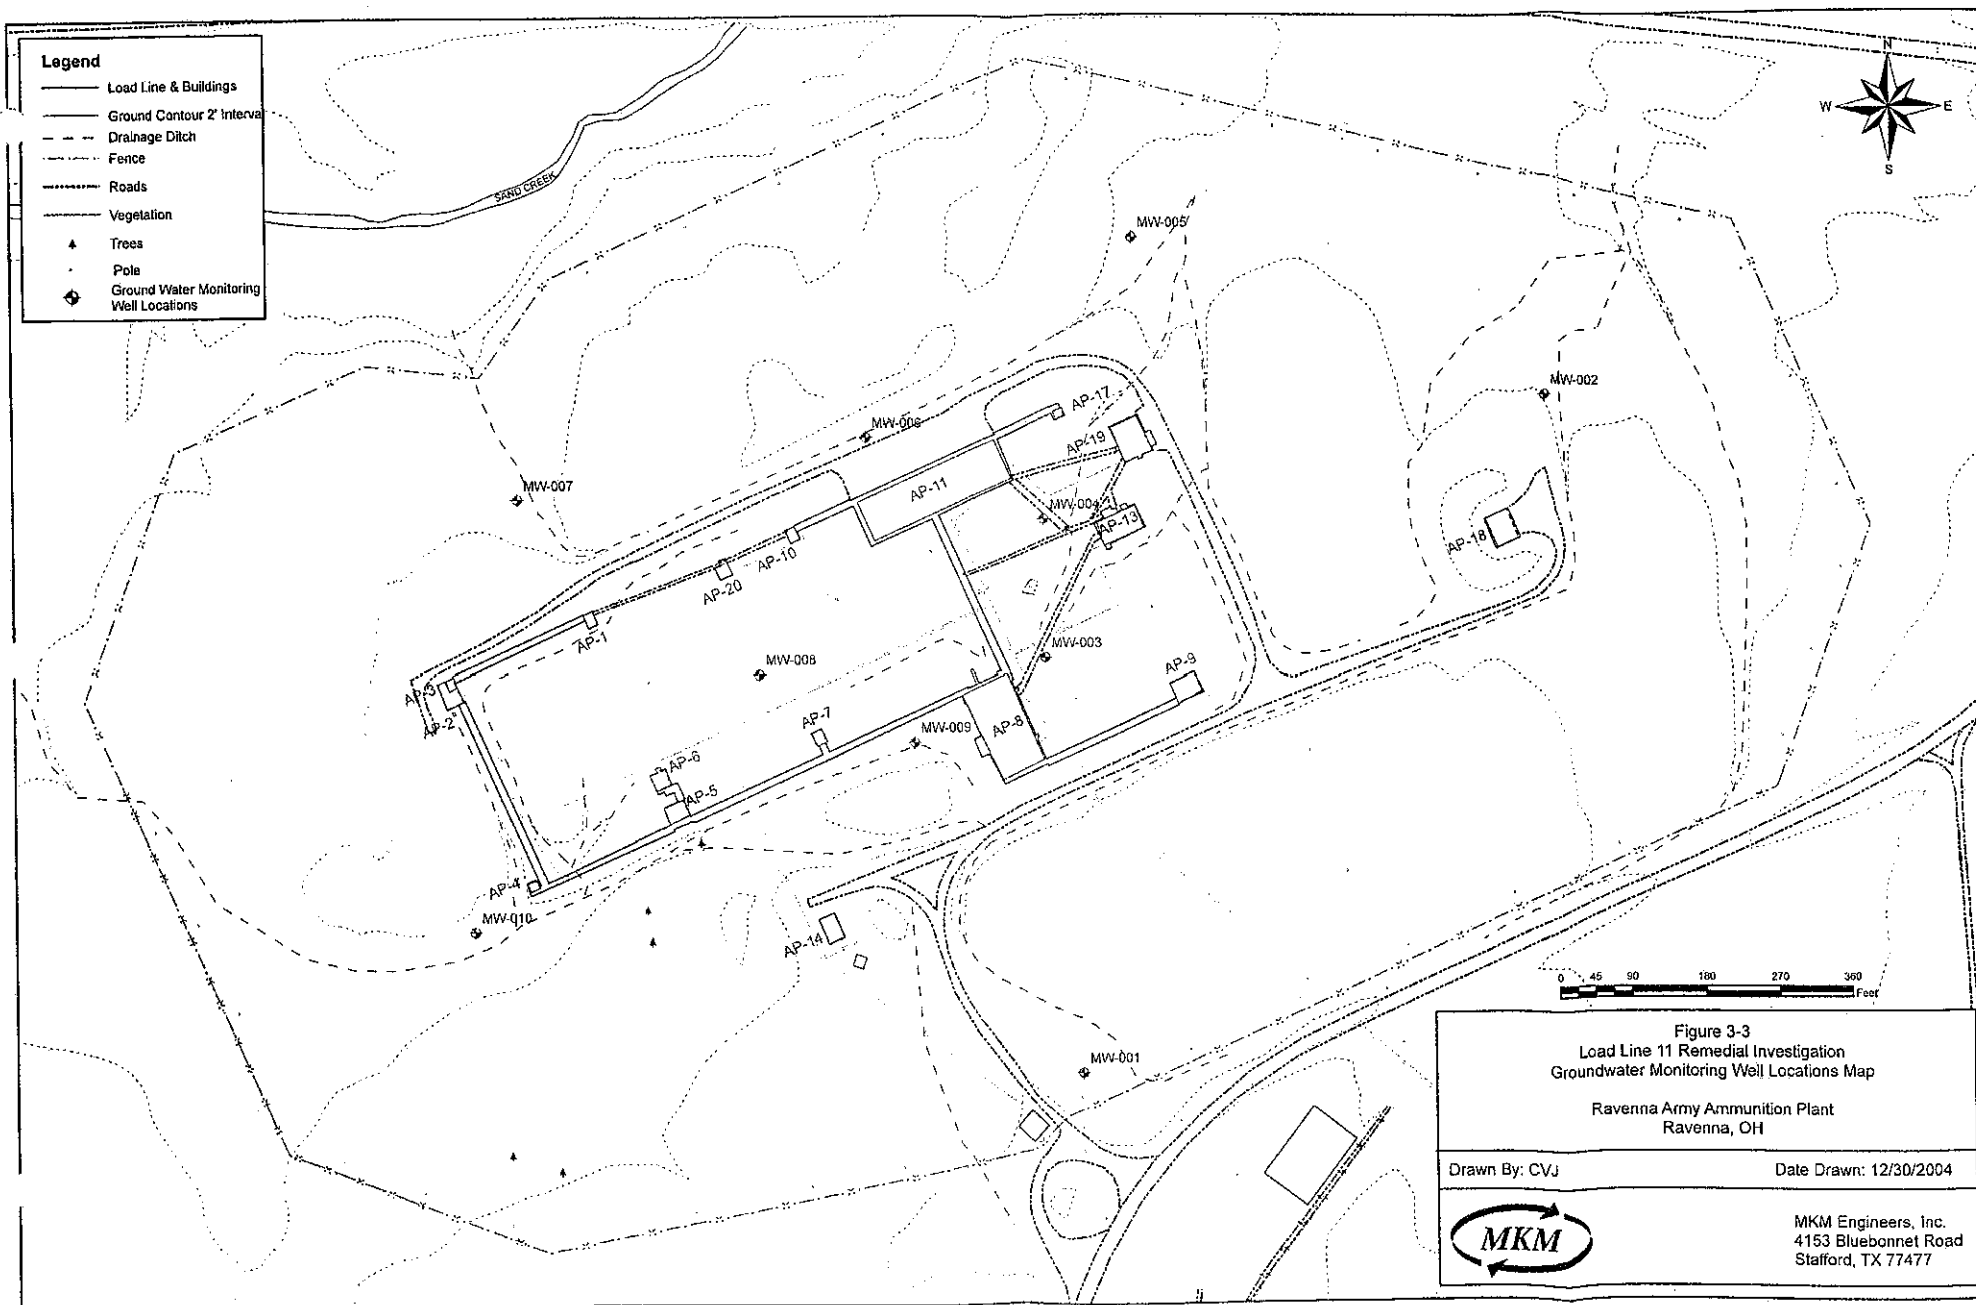 Legend
Load Line & Buildings
Ground Contour 2' Interval
Drainage Ditch
Fence
Roads
Vegetation
Trees
Pole
Ground Water Monitoring
Well Locations
SAND CREEK
N
W
E
S
MW-005
MW-002
AP-17
MW-006
AP-19
MW-007
AP-11
MW-004
AP-13
AP-18
AP-10
AP-20
AP-1
MW-003
MW-008
AP-9
AP-3
AP-2
AP-7
AP-8
MW-009
AP-6
AP-5
AP-4
MW-010
AP-14
MW-001
0 45 90 180 270 360
Feet
Figure 3-3
Load Line 11 Remedial Investigation
Groundwater Monitoring Well Locations Map
Ravenna Army Ammunition Plant
Ravenna, OH
Drawn By: CVJ
Date Drawn: 12/30/2004
MKM
MKM Engineers, Inc.
4153 Bluebonnet Road
Stafford, TX 77477